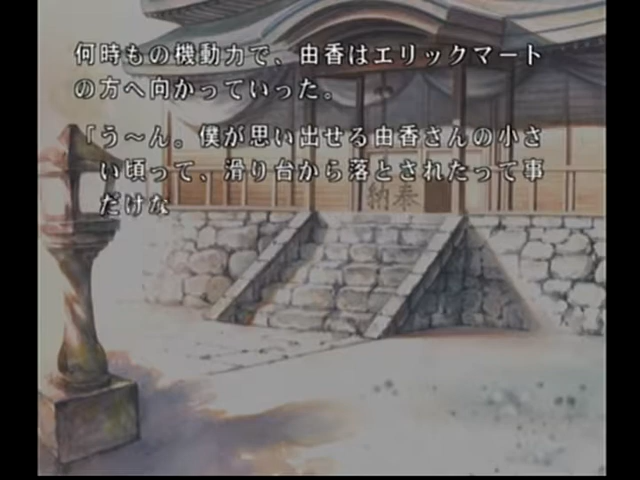 何時もの機動力で、由香はエリックマート
の方へ向かっていった。
「う～ん。僕が思い出せる由香さんの小さ
い頃って、滑り台から落とされたって事
だけな
納奉